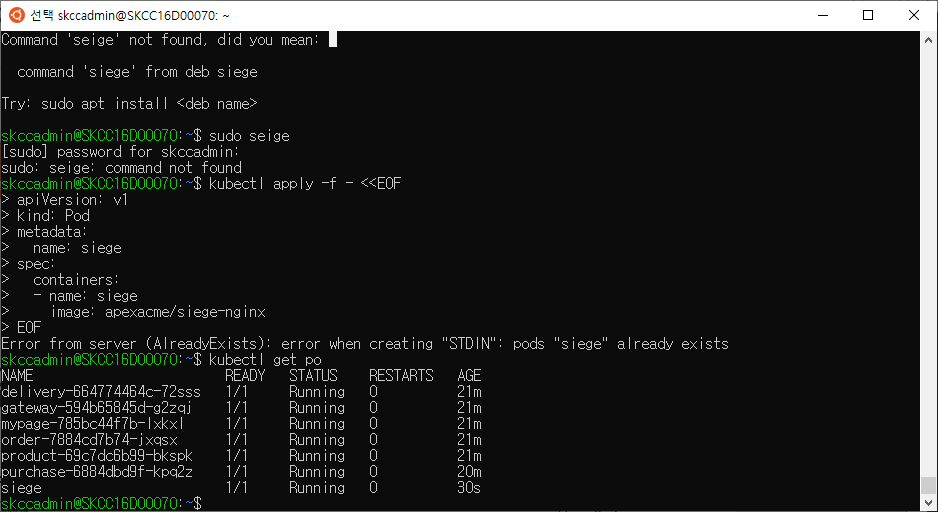 선택 skccadmin@SKCC16D00070: ~
Command 'seige' not found, did you mean:
command 'siege' from deb siege
Try: sudo apt install <deb name>
skccadmin@SKCC16D00070:~$ sudo seige
[sudo] password for skccadmin:
sudo: seige: command not found
skccadmin@SKCC16D00070:~$ kubectl apply -f - <<EOF
> apiVersion: v1
> kind: Pod
> metadata:
>   name: siege
> spec:
>   containers:
>   - name: siege
>     image: apexacme/siege-nginx
> EOF
Error from server (AlreadyExists): error when creating "STDIN": pods "siege" already exists
skccadmin@SKCC16D00070:~$ kubectl get po
NAME                        READY   STATUS    RESTARTS   AGE
delivery-664774464c-72sss   1/1     Running   0          21m
gateway-594b65845d-g2zqj    1/1     Running   0          21m
mypage-785bc44f7b-lxkxl     1/1     Running   0          21m
order-7884cd7b74-jxqsx      1/1     Running   0          21m
product-69c7dc6b99-bkspk    1/1     Running   0          21m
purchase-6884dbd9f-kpq2z    1/1     Running   0          20m
siege                       1/1     Running   0          30s
skccadmin@SKCC16D00070:~$